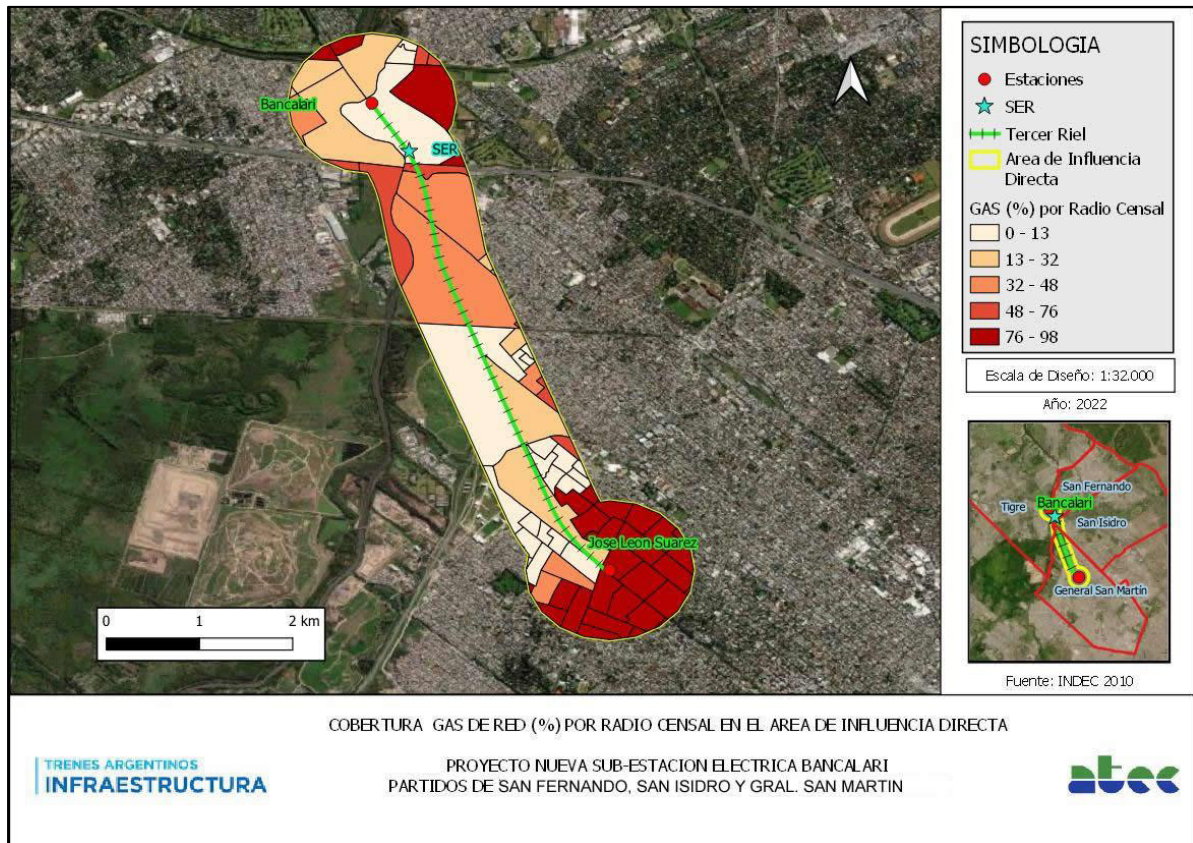 Bancalari
SER
Jose Leon Suarez
0 1 2 km
SIMBOLOGIA
Estaciones
SER
Tercer Riel
Area de Influencia
Directa
GAS (%) por Radio Censal
0 - 13
13 - 32
32 - 48
48 - 76
76 - 98
Escala de Diseño: 1:32.000
Año: 2022
San Fernando
Tigre
Bancalari
San Isidro
General San Martín
Fuente: INDEC 2010
COBERTURA GAS DE RED (%) POR RADIO CENSAL EN EL AREA DE INFLUENCIA DIRECTA
TRENES ARGENTINOS
INFRAESTRUCTURA
PROYECTO NUEVA SUB-ESTACION ELECTRICA BANCALARI
PARTIDOS DE SAN FERNANDO, SAN ISIDRO Y GRAL. SAN MARTIN
atec